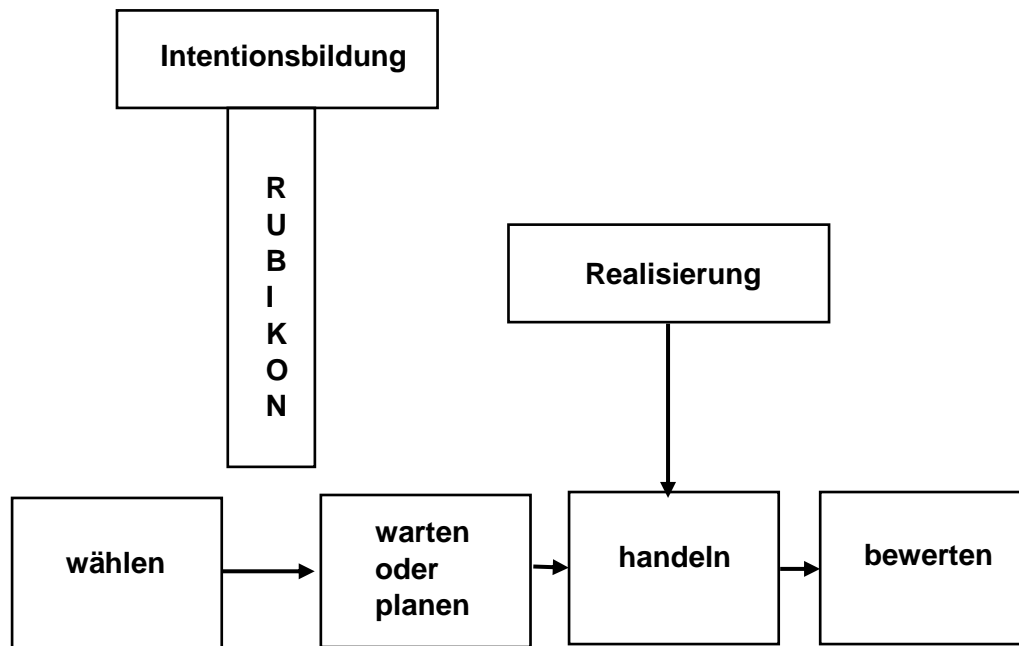 Intentionsbildung
R
U
B
I
K
O
N
Realisierung
wählen
warten
oder
planen
handeln
bewerten